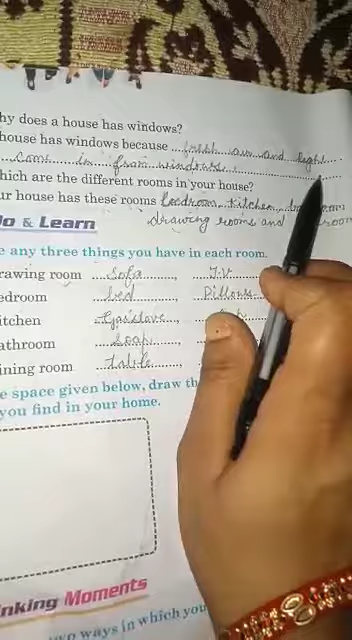 hy does a house has windows?
house has windows because fresh air and light
come in from windows.
hich are the different rooms in your house?
ur house has these rooms bedroom, kitchen,
drawing rooms and
o & Learn
e any three things you have in each room.
rawing room Sofa, T.V
edroom bed, Pillows
itchen Gas stove,
athroom Soap,
ining room Table,
e space given below, draw th
you find in your home.
nking Moments
two ways in which you